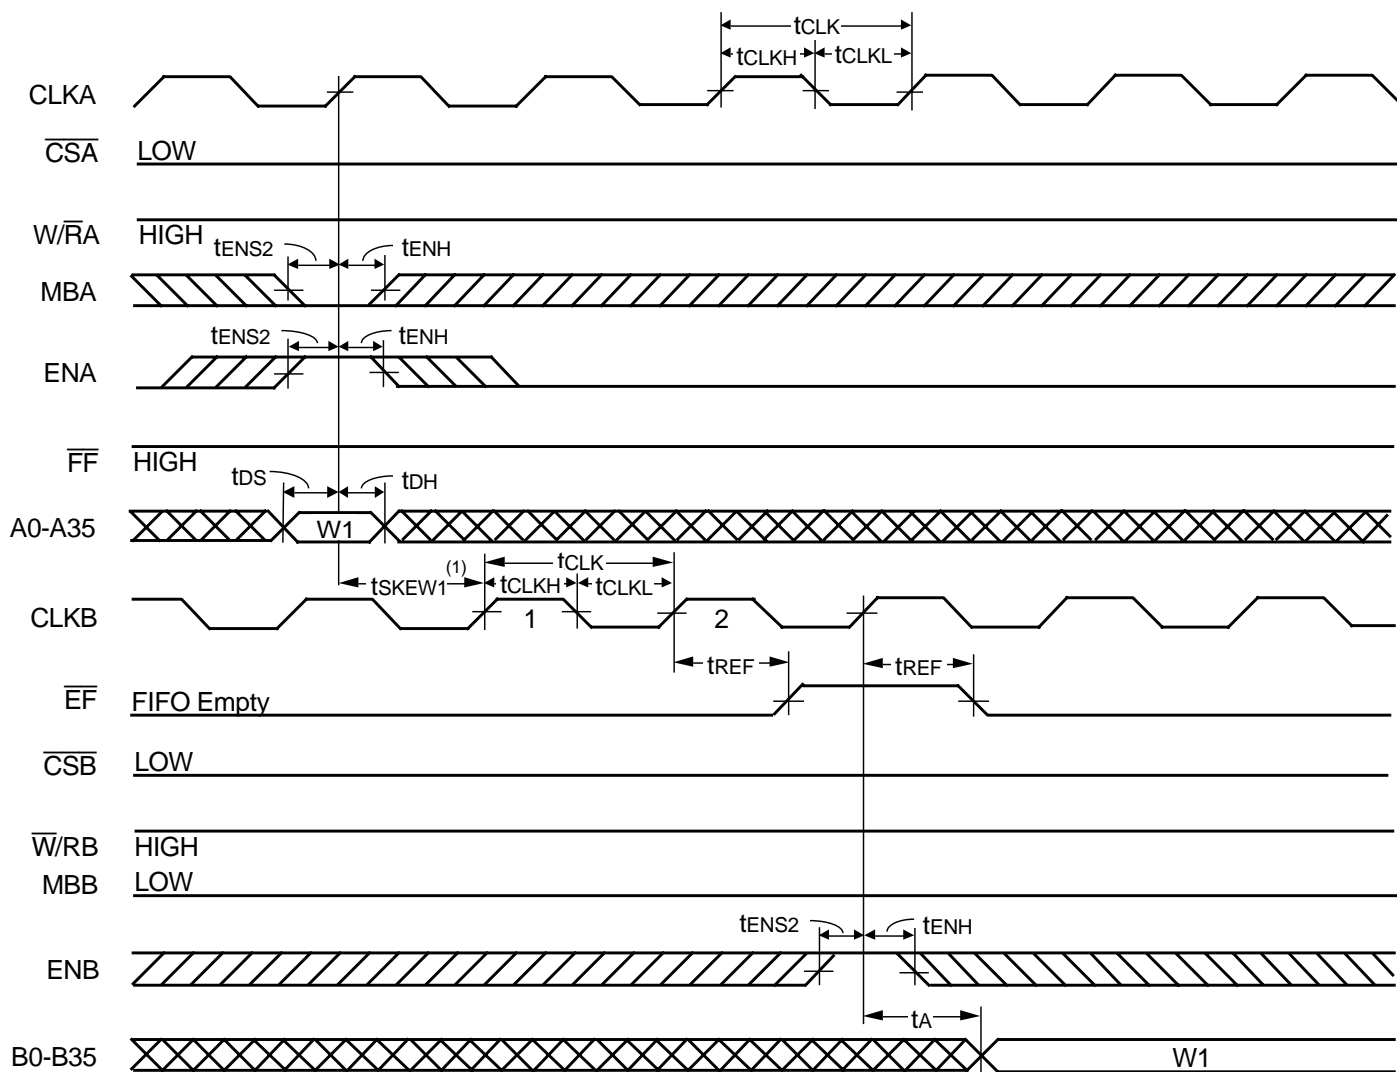 tCLK
tCLKH tCLKL
CLKA
CSA LOW
W/RA HIGH
tENS2 tENH
MBA
tENS2 tENH
ENA
FF HIGH
tDS tDH
A0-A35 W1
tSKEW1(1) tCLK
tCLKH tCLKL
CLKB 1 2
tREF tREF
EF FIFO Empty
CSB LOW
W/RB HIGH
MBB LOW
tENS2 tENH
ENB
tA
B0-B35 W1